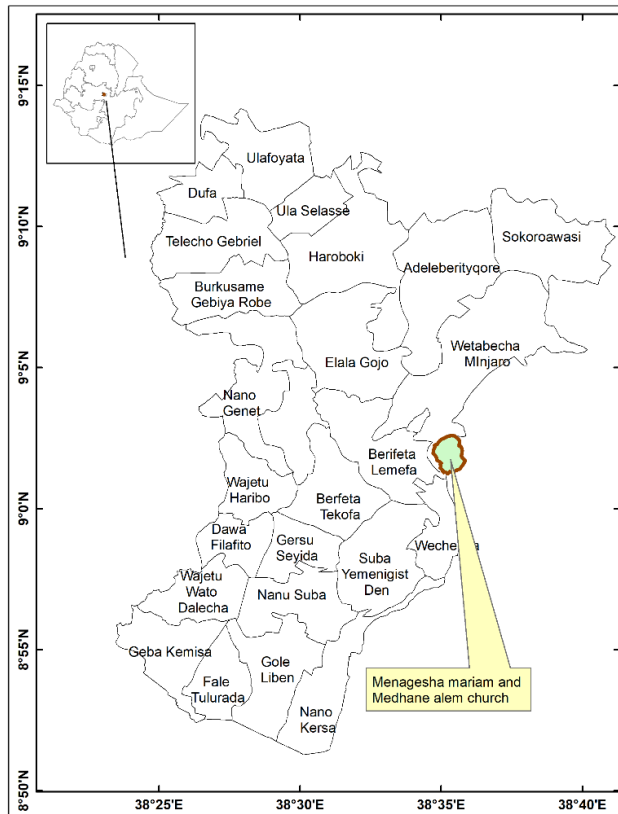 9°15'N
Ulafoyata
Dufa
Ula Selasse
9°10'N
Sokoroawasi
Telecho Gebriel
Haroboki
Adeleberityqore
Burkusame
Gebiya Robe
9°5'N
Elala Gojo
Wetabecha
MInjaro
Nano
Genet
Berifeta
Lemefa
Wajetu
Haribo
Berfeta
Tekofa
9°0'N
Dawa
Filafito
Gersu
Seyida
Suba
Yemenigist
Den
Wajetu
Wato
Dalecha
Nanu Suba
8°55'N
Geba Kemisa
Gole
Liben
Fale
Tulurada
Nano
Kersa
Menagesha mariam and
Medhane alem church
8°50'N
38°25'E
38°30'E
38°35'E
38°40'E